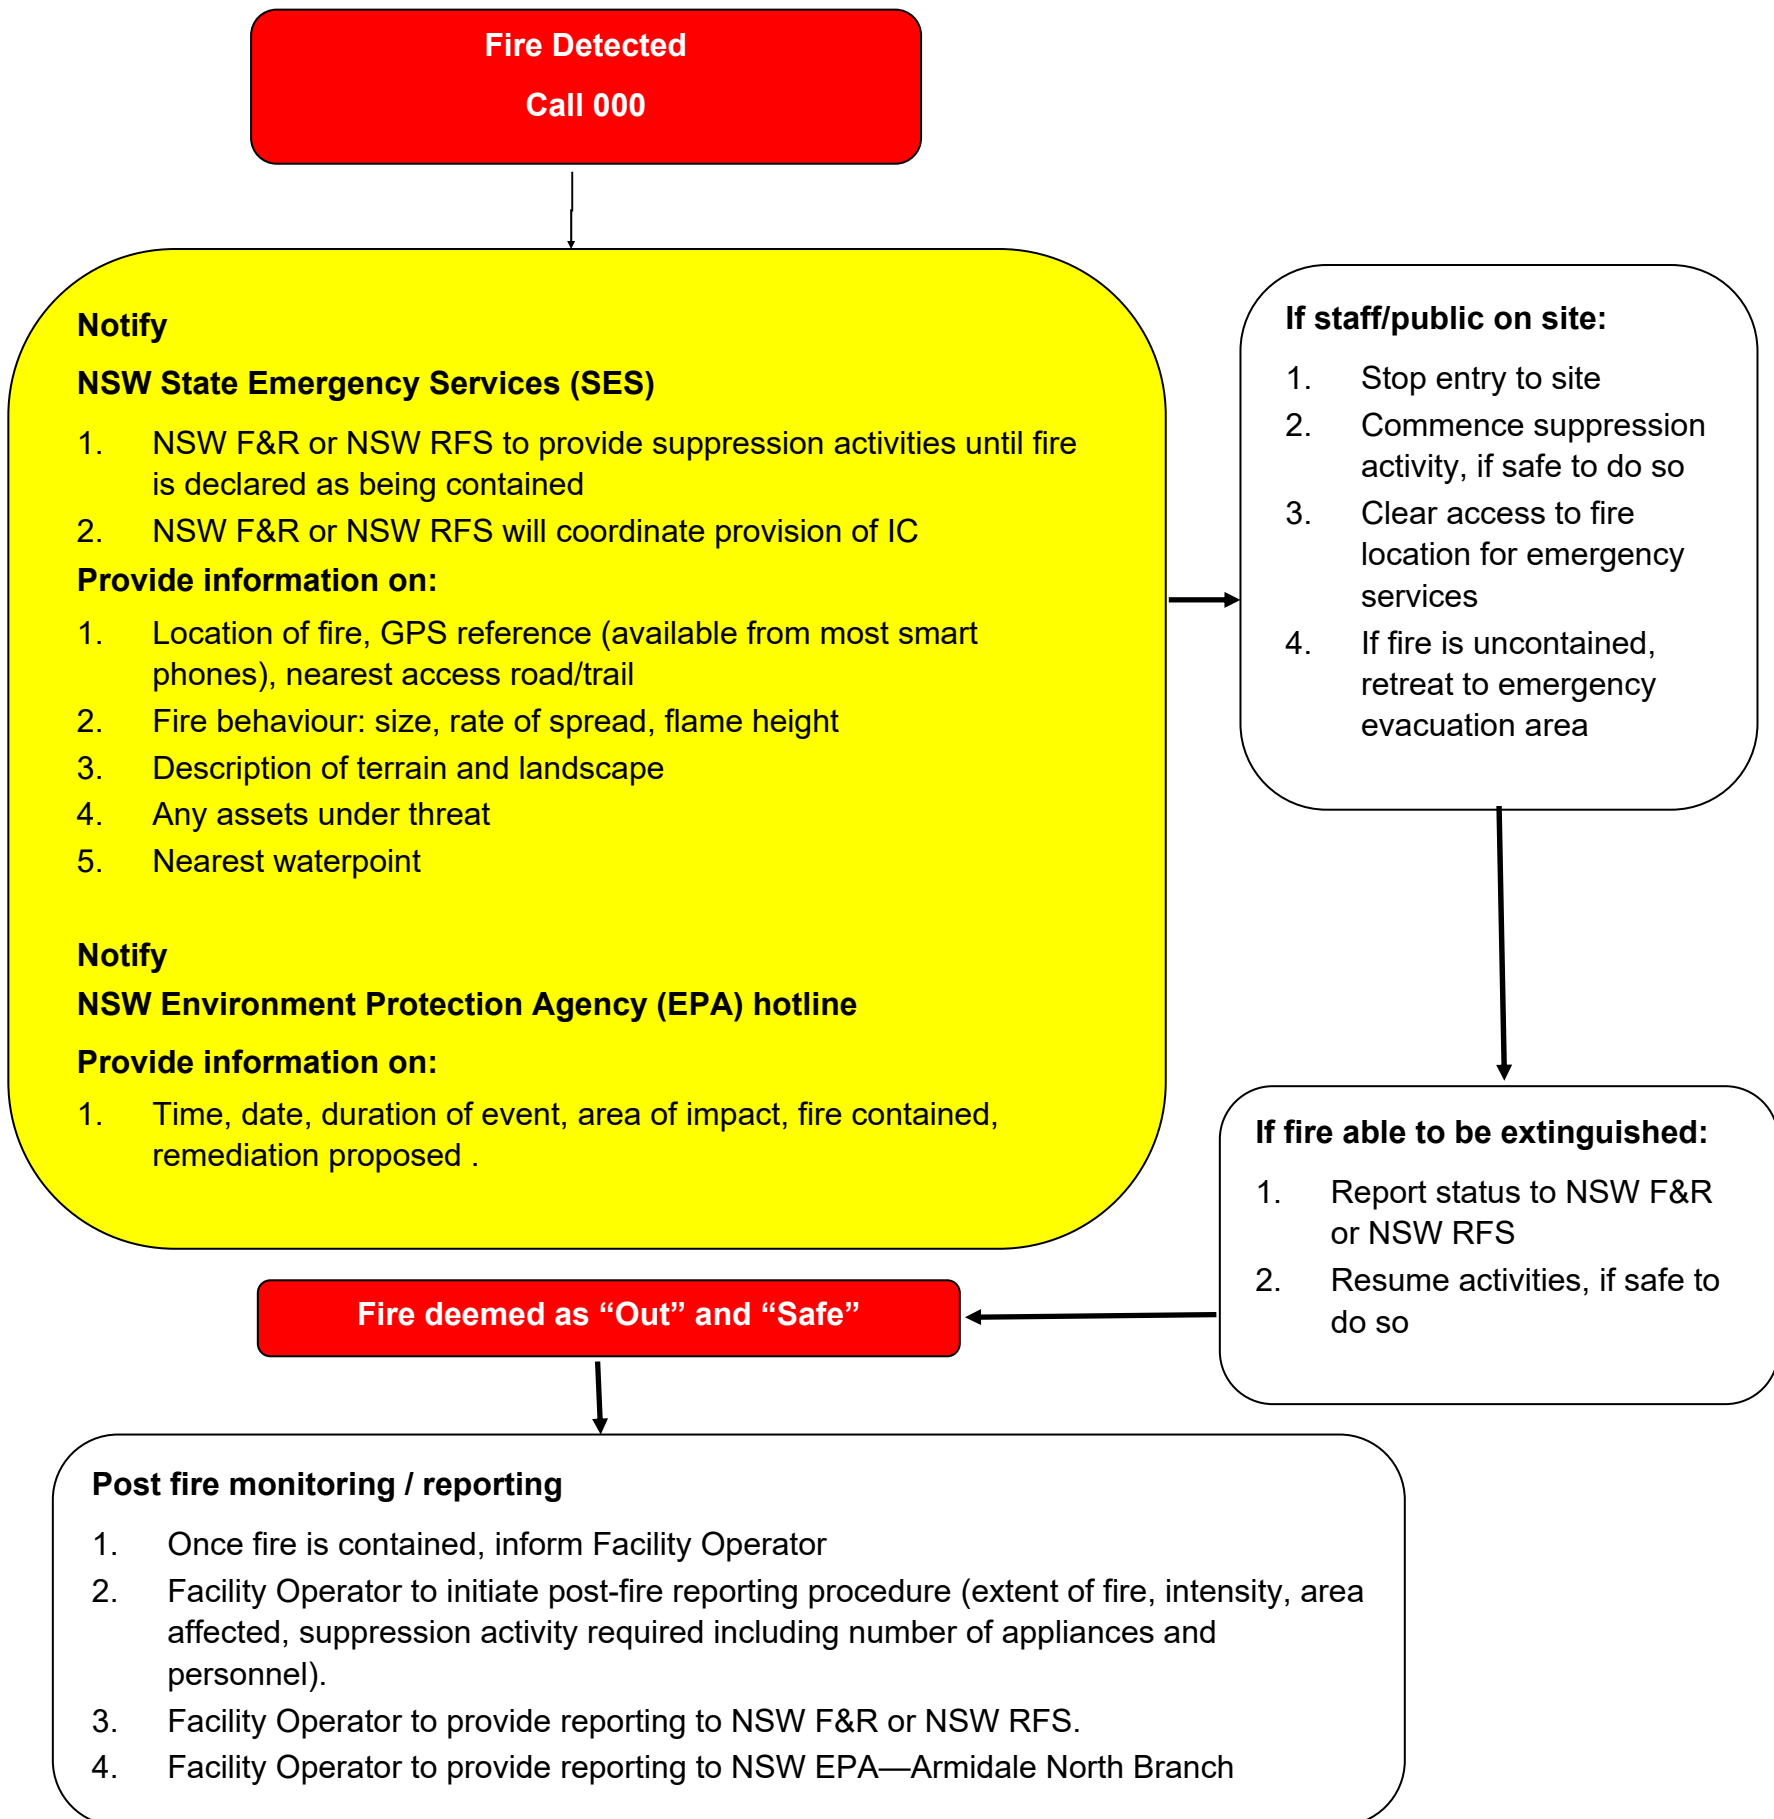 Fire Detected
Call 000
Notify
NSW State Emergency Services (SES)
1. NSW F&R or NSW RFS to provide suppression activities until fire
is declared as being contained
2. NSW F&R or NSW RFS will coordinate provision of IC
Provide information on:
1. Location of fire, GPS reference (available from most smart
phones), nearest access road/trail
2. Fire behaviour: size, rate of spread, flame height
3. Description of terrain and landscape
4. Any assets under threat
5. Nearest waterpoint
Notify
NSW Environment Protection Agency (EPA) hotline
Provide information on:
1. Time, date, duration of event, area of impact, fire contained,
remediation proposed .
If staff/public on site:
1. Stop entry to site
2. Commence suppression
activity, if safe to do so
3. Clear access to fire
location for emergency
services
4. If fire is uncontained,
retreat to emergency
evacuation area
If fire able to be extinguished:
1. Report status to NSW F&R
or NSW RFS
2. Resume activities, if safe to
do so
Fire deemed as “Out” and “Safe”
Post fire monitoring / reporting
1. Once fire is contained, inform Facility Operator
2. Facility Operator to initiate post-fire reporting procedure (extent of fire, intensity, area
affected, suppression activity required including number of appliances and
personnel).
3. Facility Operator to provide reporting to NSW F&R or NSW RFS.
4. Facility Operator to provide reporting to NSW EPA—Armidale North Branch